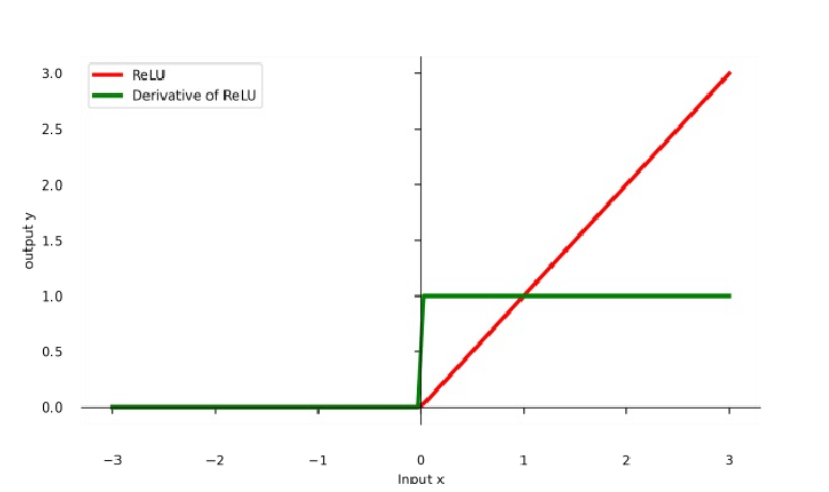 ReLU
Derivative of ReLU
3.0
2.5
2.0
1.5
1.0
0.5
0.0
output y
−3 −2 −1 0 1 2 3
Input x